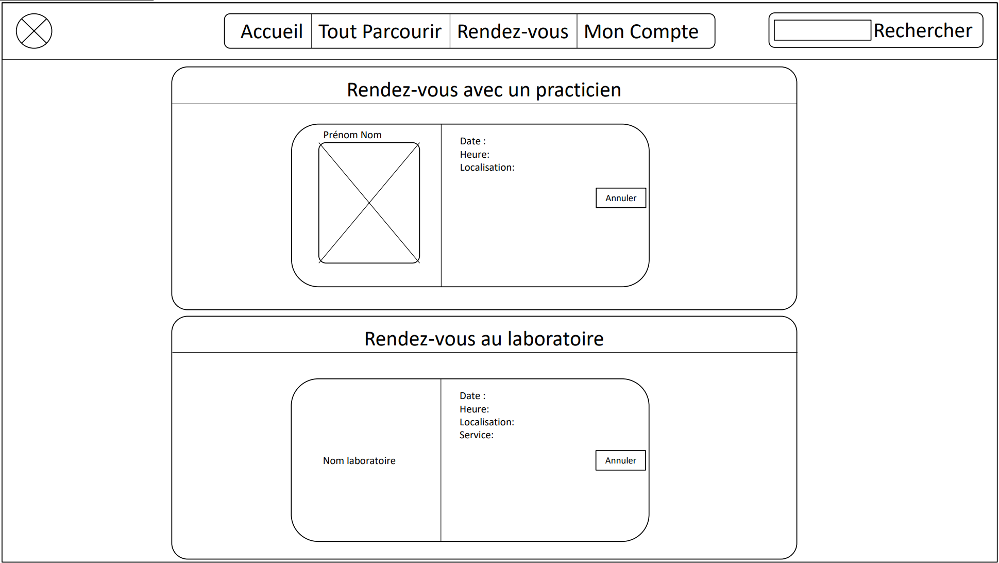 Accueil Tout Parcourir Rendez-vous Mon Compte Rechercher
Rendez-vous avec un practicien
Prénom Nom
Date :
Heure:
Localisation:
Annuler
Rendez-vous au laboratoire
Date :
Heure:
Localisation:
Service:
Nom laboratoire
Annuler